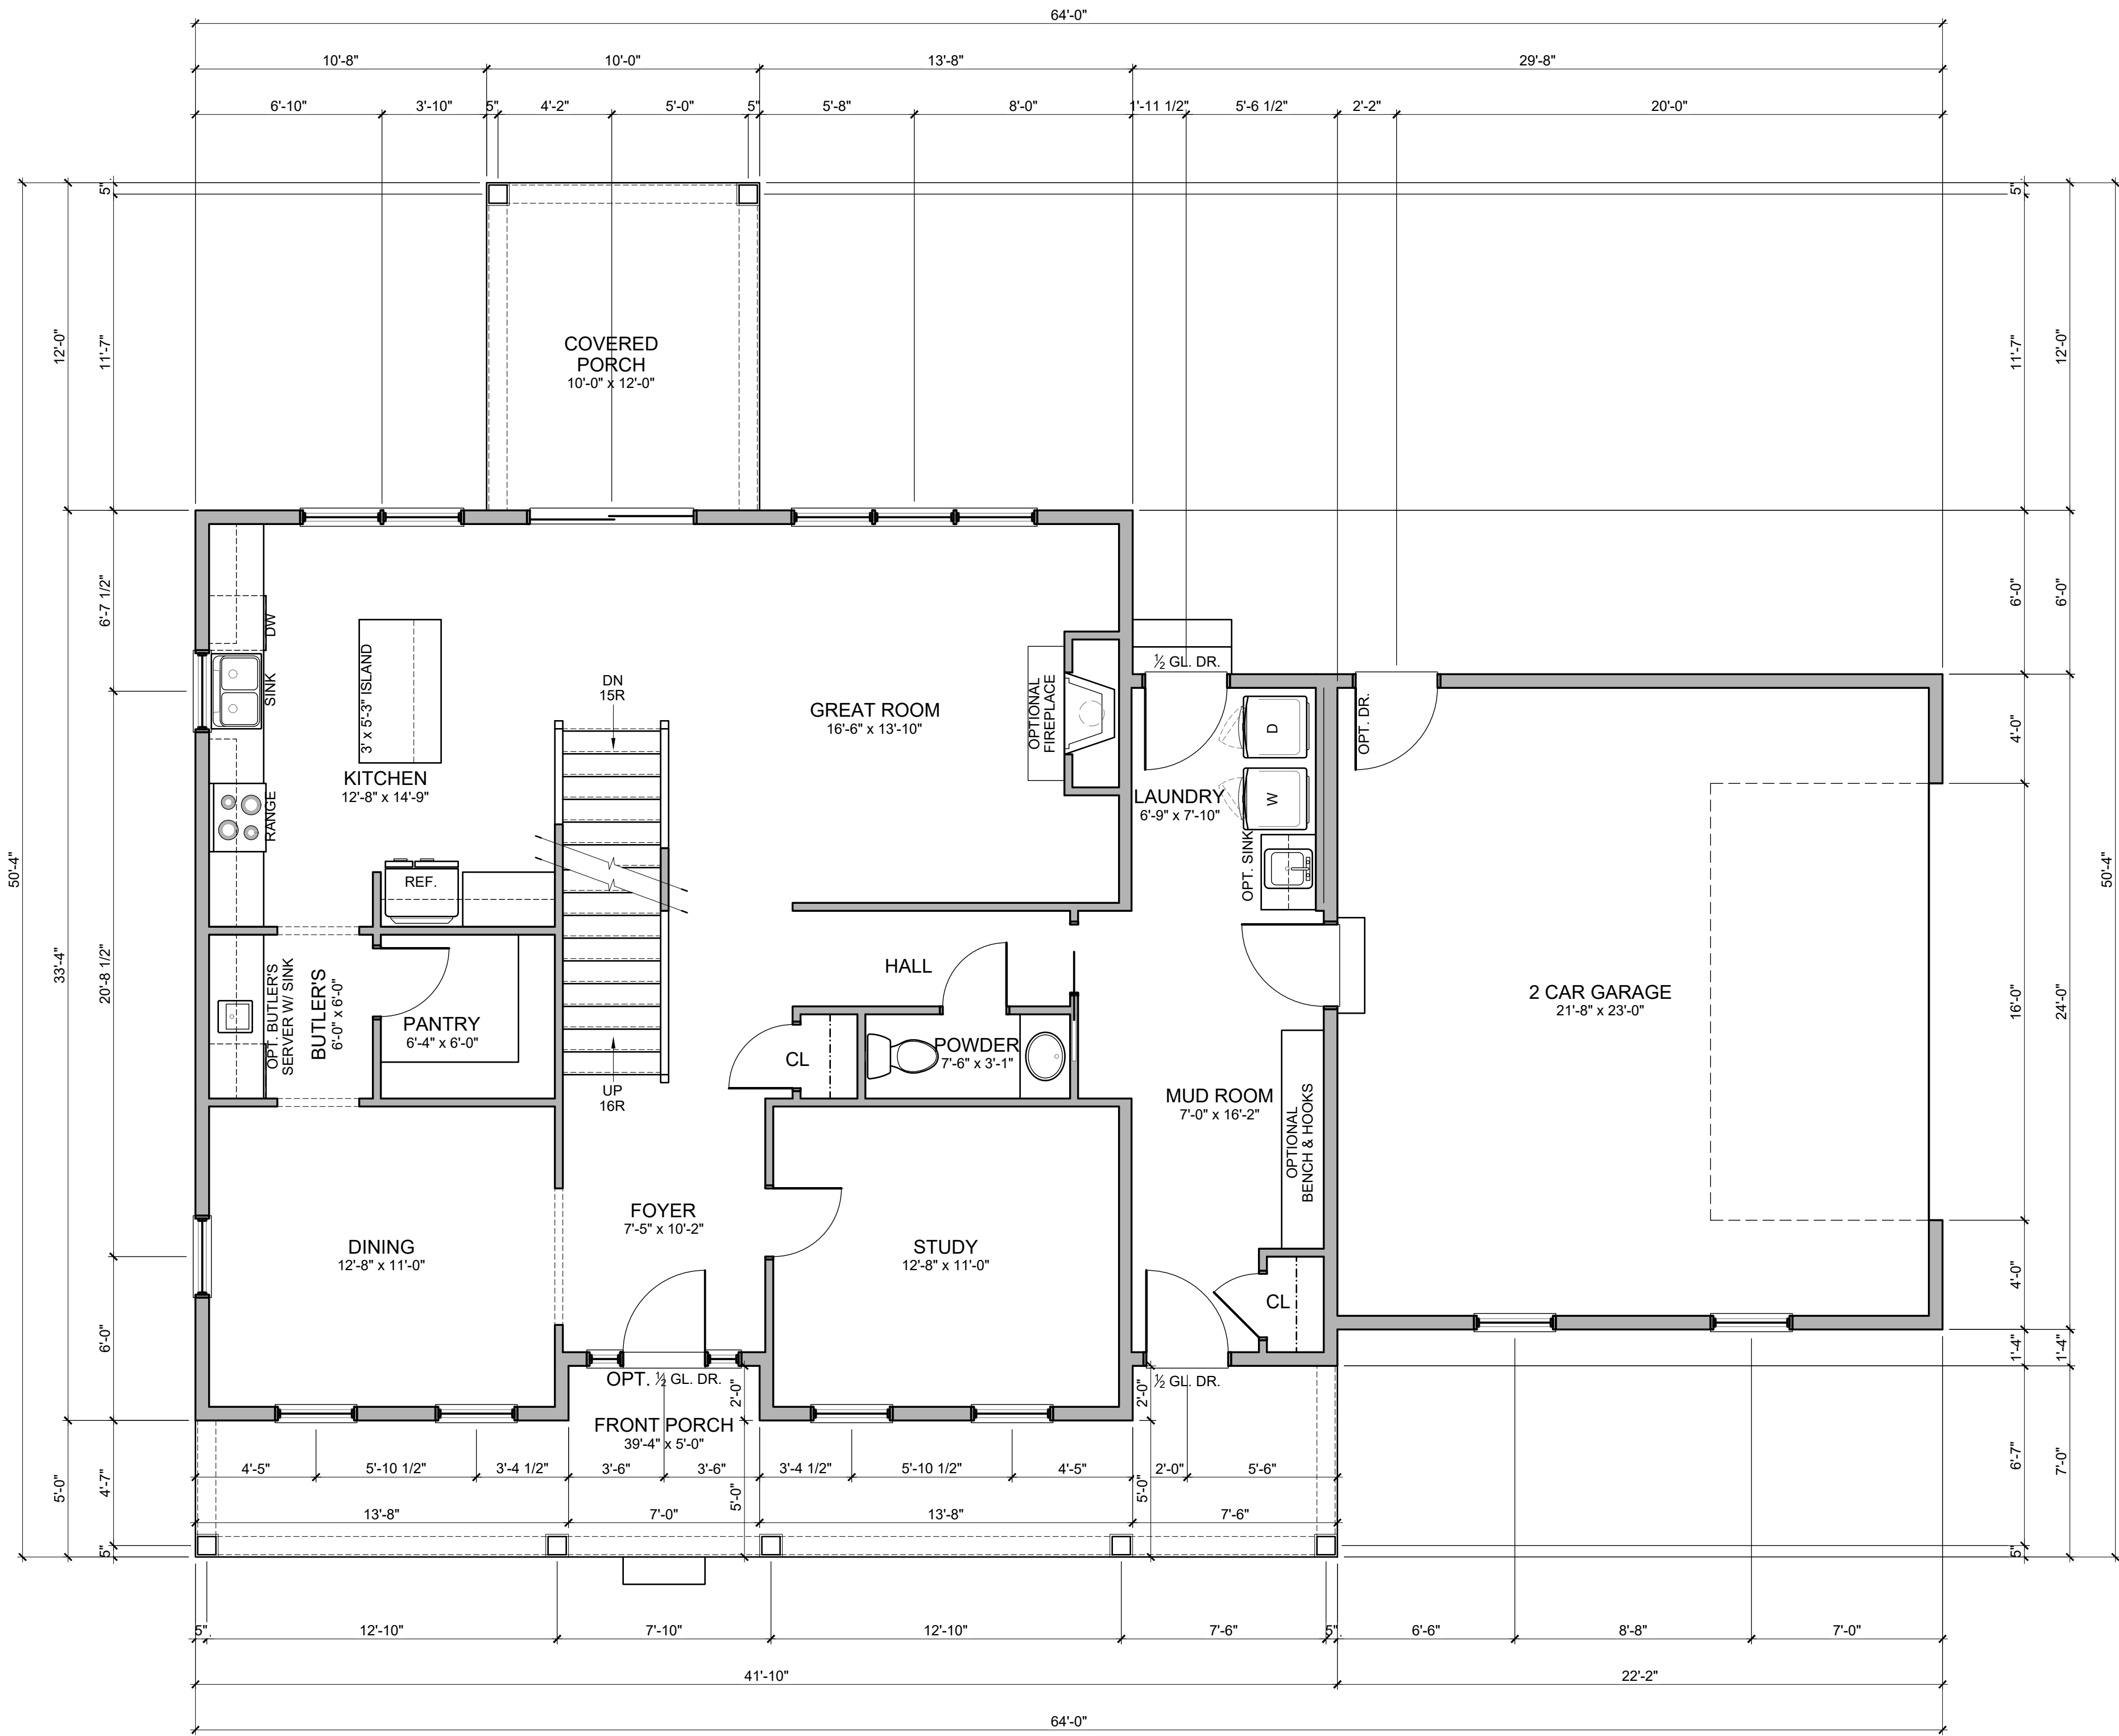 64'-0"
10'-8" 10'-0" 13'-8" 29'-8"
6'-10" 3'-10" 5" 4'-2" 5'-0" 5" 5'-8" 8'-0" 1'-11 1/2" 5'-6 1/2" 2'-2" 20'-0"
50'-4"
12'-0"
33'-4"
5'-0"
5"
11'-7"
6'-7 1/2"
20'-8 1/2"
6'-0"
4'-7"
5"
COVERED
PORCH
10'-0" x 12'-0"
DW
SINK
RANGE
3' x 5'-3" ISLAND
KITCHEN
12'-8" x 14'-9"
REF.
DN
15R
GREAT ROOM
16'-6" x 13'-10"
OPTIONAL
FIREPLACE
½ GL. DR.
D
W
LAUNDRY
6'-9" x 7'-10"
OPT. SINK
OPT. DR.
OPT. BUTLER'S
SERVER W/ SINK
BUTLER'S
6'-0" x 6'-0"
PANTRY
6'-4" x 6'-0"
UP
16R
HALL
CL
POWDER
7'-6" x 3'-1"
MUD ROOM
7'-0" x 16'-2"
OPTIONAL
BENCH & HOOKS
2 CAR GARAGE
21'-8" x 23'-0"
DINING
12'-8" x 11'-0"
FOYER
7'-5" x 10'-2"
STUDY
12'-8" x 11'-0"
CL
OPT. ½ GL. DR.
2'-0"
2'-0"
½ GL. DR.
FRONT PORCH
39'-4" x 5'-0"
4'-5" 5'-10 1/2" 3'-4 1/2" 3'-6" 3'-6" 3'-4 1/2" 5'-10 1/2" 4'-5" 2'-0" 5'-6"
5'-0"
5'-0"
13'-8" 7'-0" 13'-8" 7'-6"
5"
11'-7"
6'-0"
4'-0"
16'-0"
4'-0"
1'-4"
6'-7"
5"
12'-0"
6'-0"
24'-0"
1'-4"
7'-0"
50'-4"
5" 12'-10" 7'-10" 12'-10" 7'-6" 5" 6'-6" 8'-8" 7'-0"
41'-10" 22'-2"
64'-0"